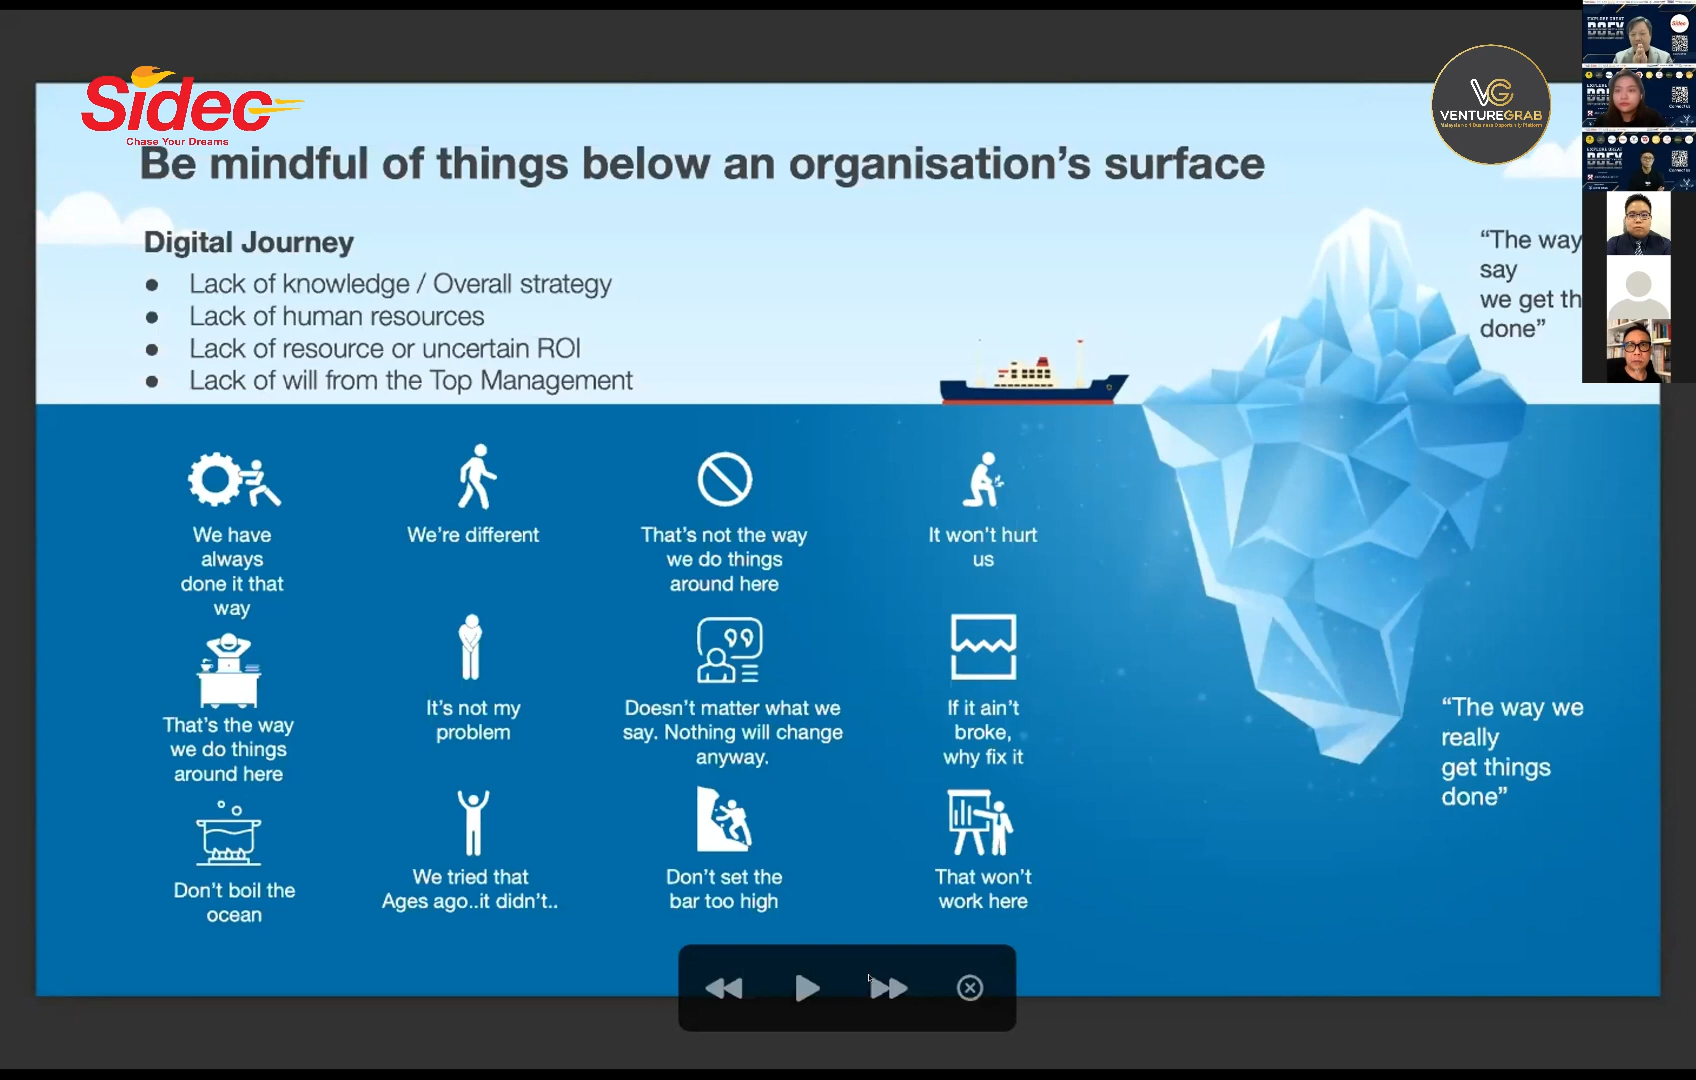 Sidec
Chase Your Dreams
VG
VENTUREGRAB
Be mindful of things below an organisation's surface
Digital Journey
● Lack of knowledge / Overall strategy
● Lack of human resources
● Lack of resource or uncertain ROI
● Lack of will from the Top Management
“The way
say
we get th
done”
We have
always
done it that
way
We're different
That's not the way
we do things
around here
It won't hurt
us
That's the way
we do things
around here
It's not my
problem
Doesn't matter what we
say. Nothing will change
anyway.
If it ain't
broke,
why fix it
“The way we
really
get things
done”
Don't boil the
ocean
We tried that
Ages ago..it didn't..
Don't set the
bar too high
That won't
work here